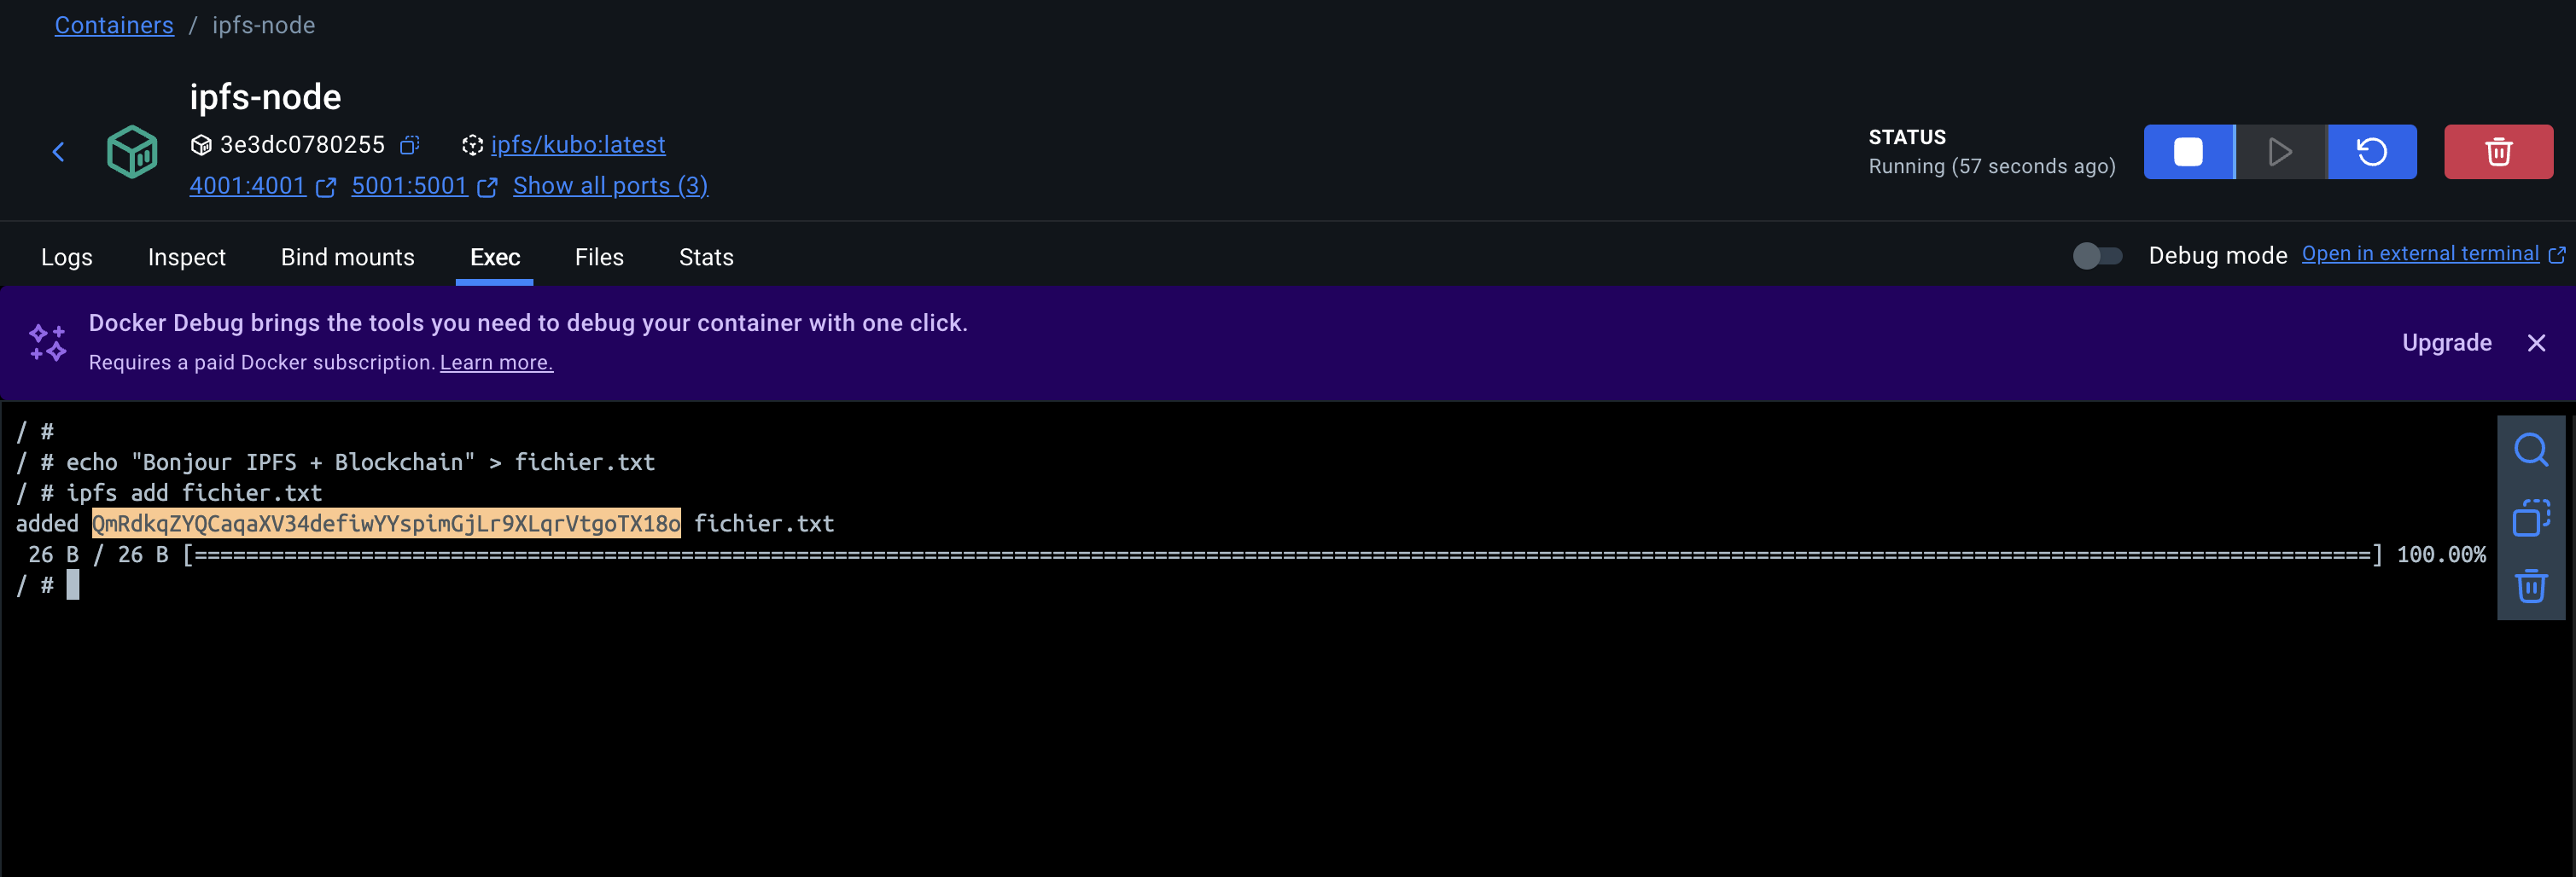 Containers / ipfs-node
ipfs-node
3e3dc0780255 ipfs/kubo:latest
4001:4001 5001:5001 Show all ports (3)
STATUS
Running (57 seconds ago)
Logs Inspect Bind mounts Exec Files Stats
Debug mode Open in external terminal
Docker Debug brings the tools you need to debug your container with one click.
Requires a paid Docker subscription. Learn more.
Upgrade
/ #
/ # echo "Bonjour IPFS + Blockchain" > fichier.txt
/ # ipfs add fichier.txt
added QmRdkqZYQCaqaXV34defiwYYspimGjLr9XLqrVtgoTX18o fichier.txt
26 B / 26 B [==========================================================================================================================================================================] 100.00%
/ #